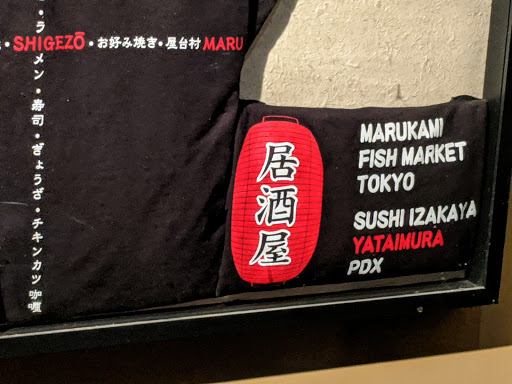 ・SHIGEZŌ・お好み焼き・屋台村 MARU
・ラーメン・寿司・ぎょうざ・チキンカツ咖喱
居酒屋
MARUKAMI
FISH MARKET
TOKYO
SUSHI IZAKAYA
YATAIMURA
PDX